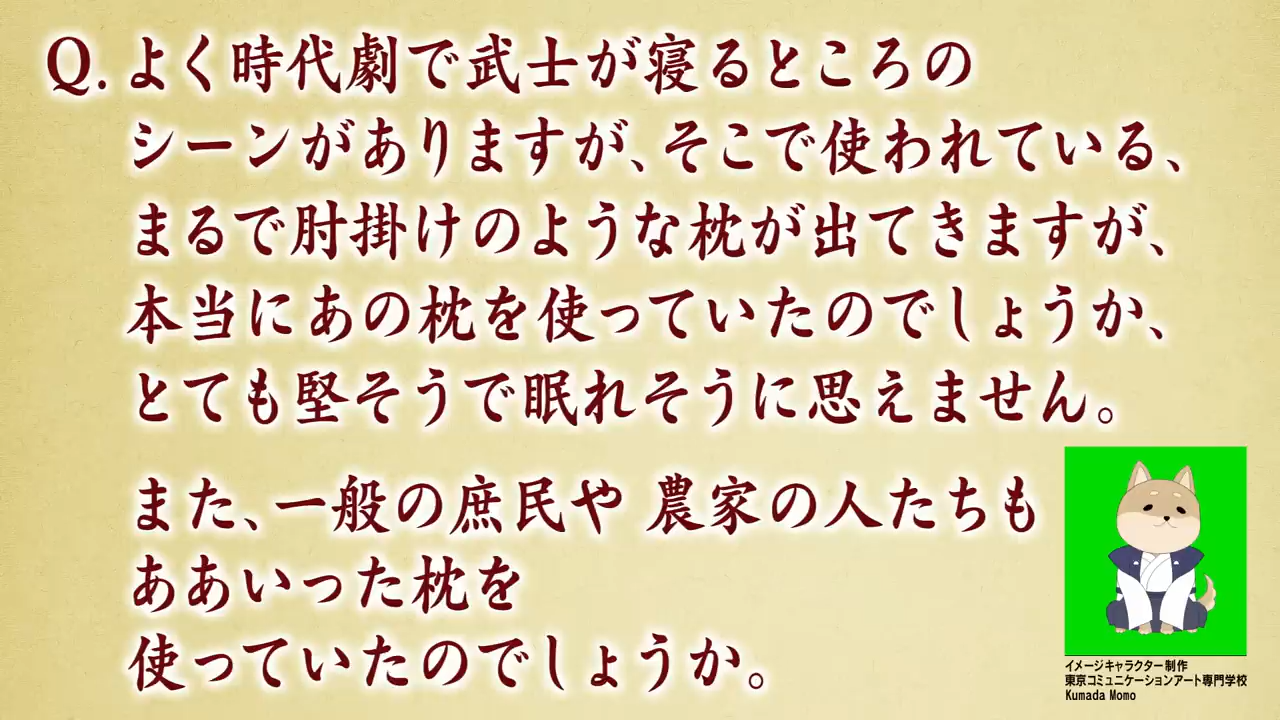 Q. よく時代劇で武士が寝るところの
シーンがありますが、そこで使われている、
まるで肘掛けのような枕が出てきますが、
本当にあの枕を使っていたのでしょうか、
とても堅そうで眠れそうに思えません。
また、一般の庶民や 農家の人たちも
ああいった枕を
使っていたのでしょうか。
イメージキャラクター制作
東京コミュニケーションアート専門学校
Kumada Momo